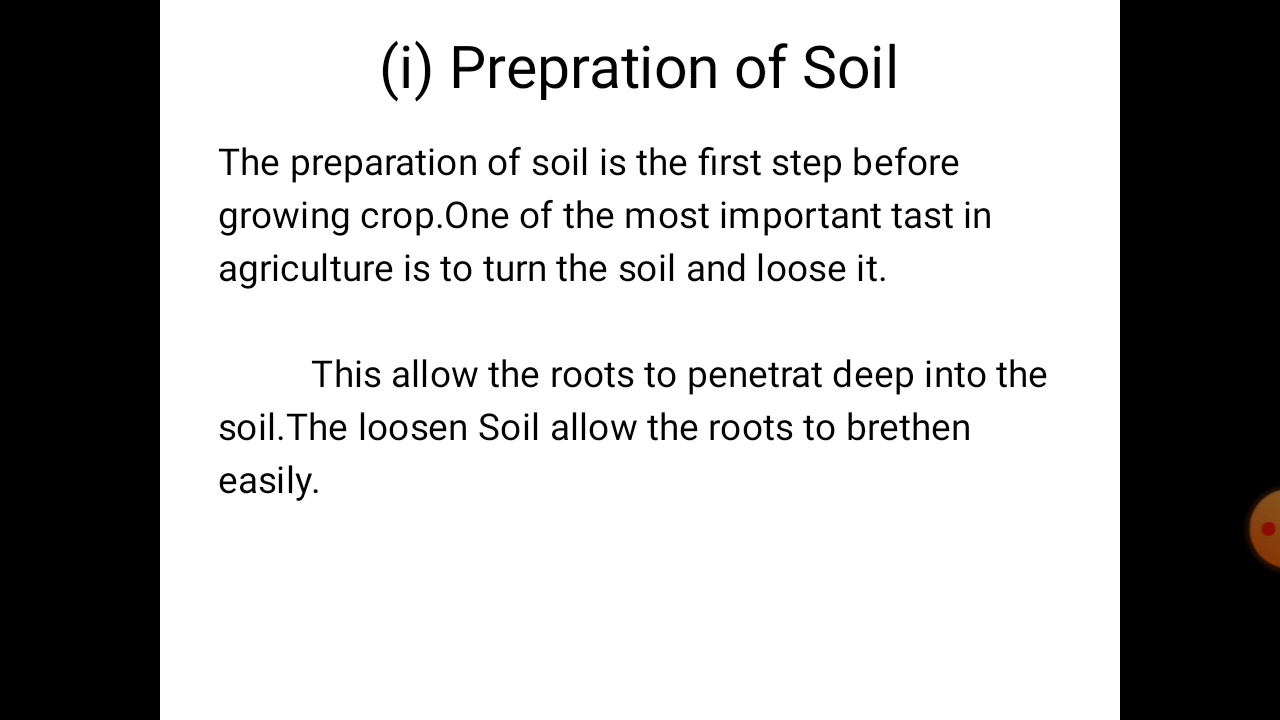 (i) Prepration of Soil
The preparation of soil is the first step before
growing crop.One of the most important tast in
agriculture is to turn the soil and loose it.
This allow the roots to penetrat deep into the
soil.The loosen Soil allow the roots to brethen
easily.